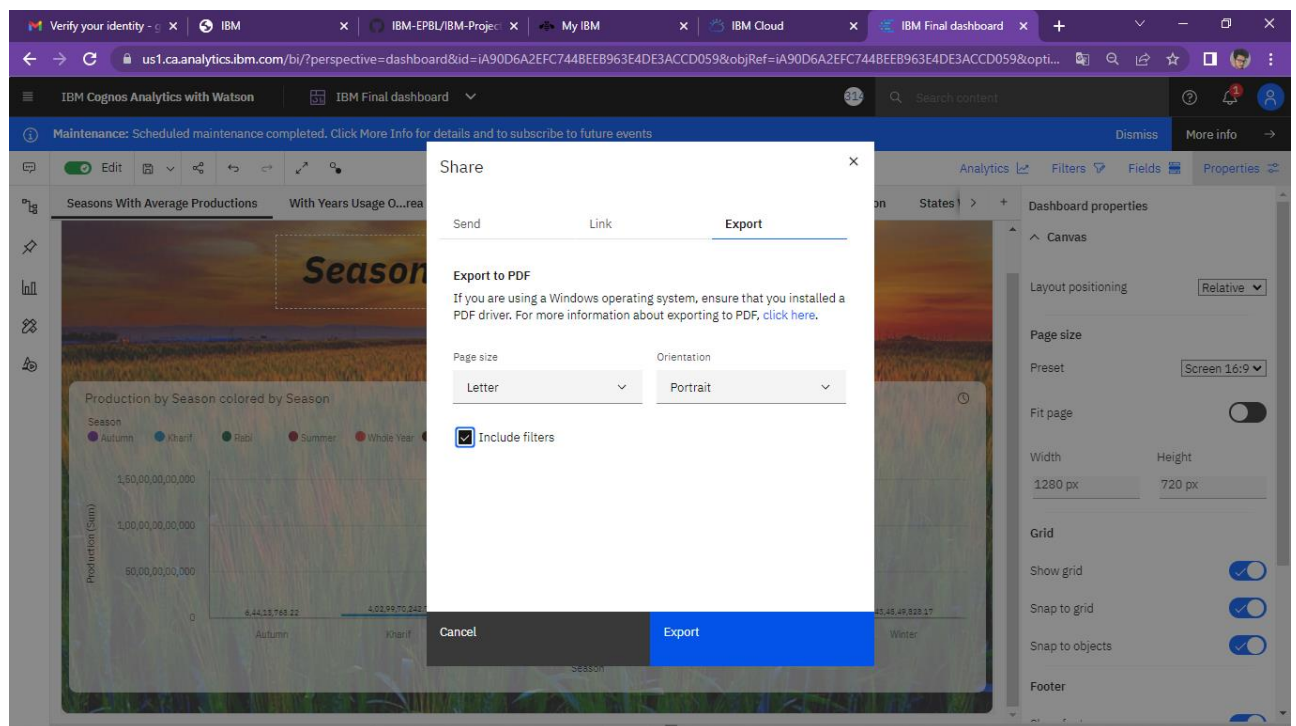 Verify your identity - g
IBM
IBM-EPBL/IBM-Project
My IBM
IBM Cloud
IBM Final dashboard
us1.ca.analytics.ibm.com/bi/?perspective=dashboard&id=iA90D6A2EFC744BEEB963E4DE3ACCD059&objRef=iA90D6A2EFC744BEEB963E4DE3ACCD059&opti...
IBM Cognos Analytics with Watson
IBM Final dashboard
Search content
1
Maintenance: Scheduled maintenance completed. Click More Info for details and to subscribe to future events
Dismiss
More info
Edit
Analytics
Filters
Fields
Properties
Seasons With Average Productions
With Years Usage O...rea
on
States
Season
Production by Season colored by Season
Season
Autumn
Kharif
Rabi
Summer
Whole Year
Production (Sum)
1,50,00,00,00,000
1,00,00,00,00,000
50,00,00,00,000
0
6,44,13,765.22
Autumn
Kharif
Winter
Season
Share
Send
Link
Export
Export to PDF
If you are using a Windows operating system, ensure that you installed a
PDF driver. For more information about exporting to PDF, click here.
Page size
Orientation
Letter
Portrait
Include filters
Cancel
Export
Dashboard properties
Canvas
Layout positioning
Relative
Page size
Preset
Screen 16:9
Fit page
Width
Height
1280 px
720 px
Grid
Show grid
Snap to grid
Snap to objects
Footer